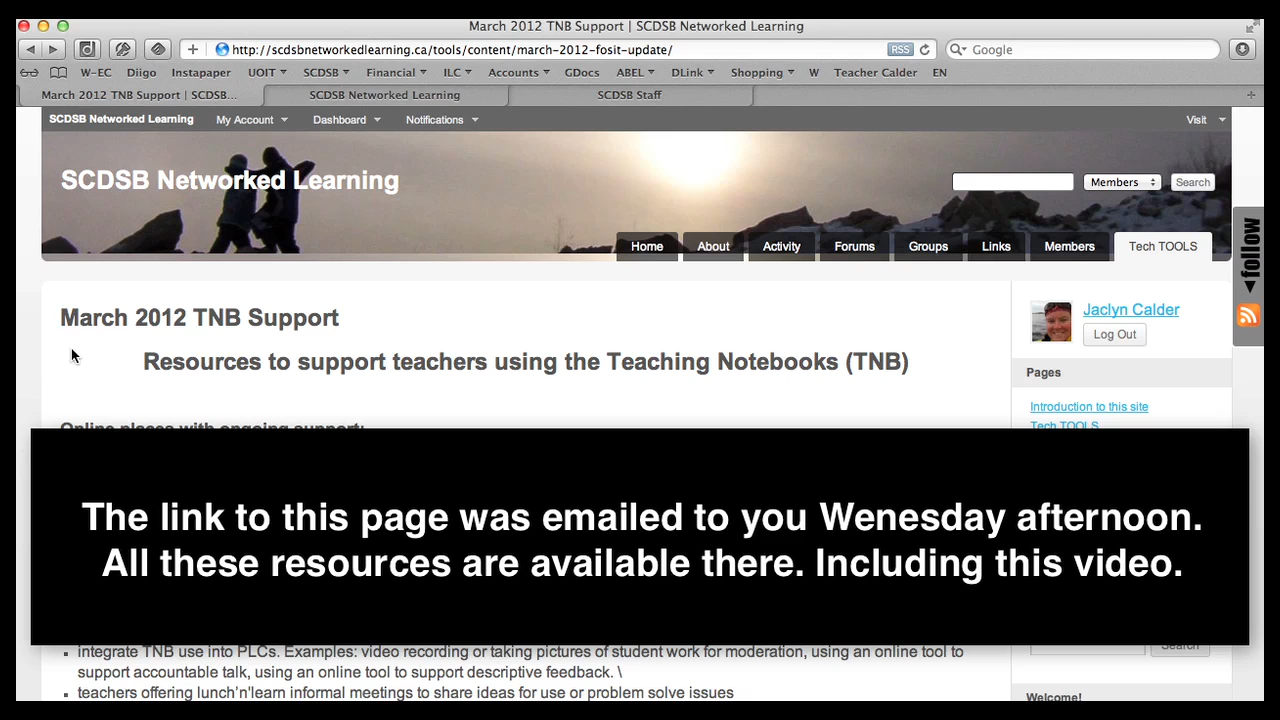 March 2012 TNB Support | SCDSB Networked Learning
http://scdsbnetworkedlearning.ca/tools/content/march-2012-fosit-update/
RSS
Google
W-EC Diigo Instapaper UOIT SCDSB Financial ILC Accounts GDocs ABEL DLink Shopping W Teacher Calder EN
March 2012 TNB Support | SCDSB... SCDSB Networked Learning SCDSB Staff
SCDSB Networked Learning My Account Dashboard Notifications Visit
SCDSB Networked Learning
Members Search
Home About Activity Forums Groups Links Members Tech TOOLS
follow
March 2012 TNB Support
Resources to support teachers using the Teaching Notebooks (TNB)
Jaclyn Calder
Log Out
Pages
Introduction to this site
Tech TOOLS
Online places with ongoing support:
The link to this page was emailed to you Wenesday afternoon.
All these resources are available there. Including this video.
integrate TNB use into PLCs. Examples: video recording or taking pictures of student work for moderation, using an online tool to
support accountable talk, using an online tool to support descriptive feedback. \
teachers offering lunch'n'learn informal meetings to share ideas for use or problem solve issues
Search
Welcome!